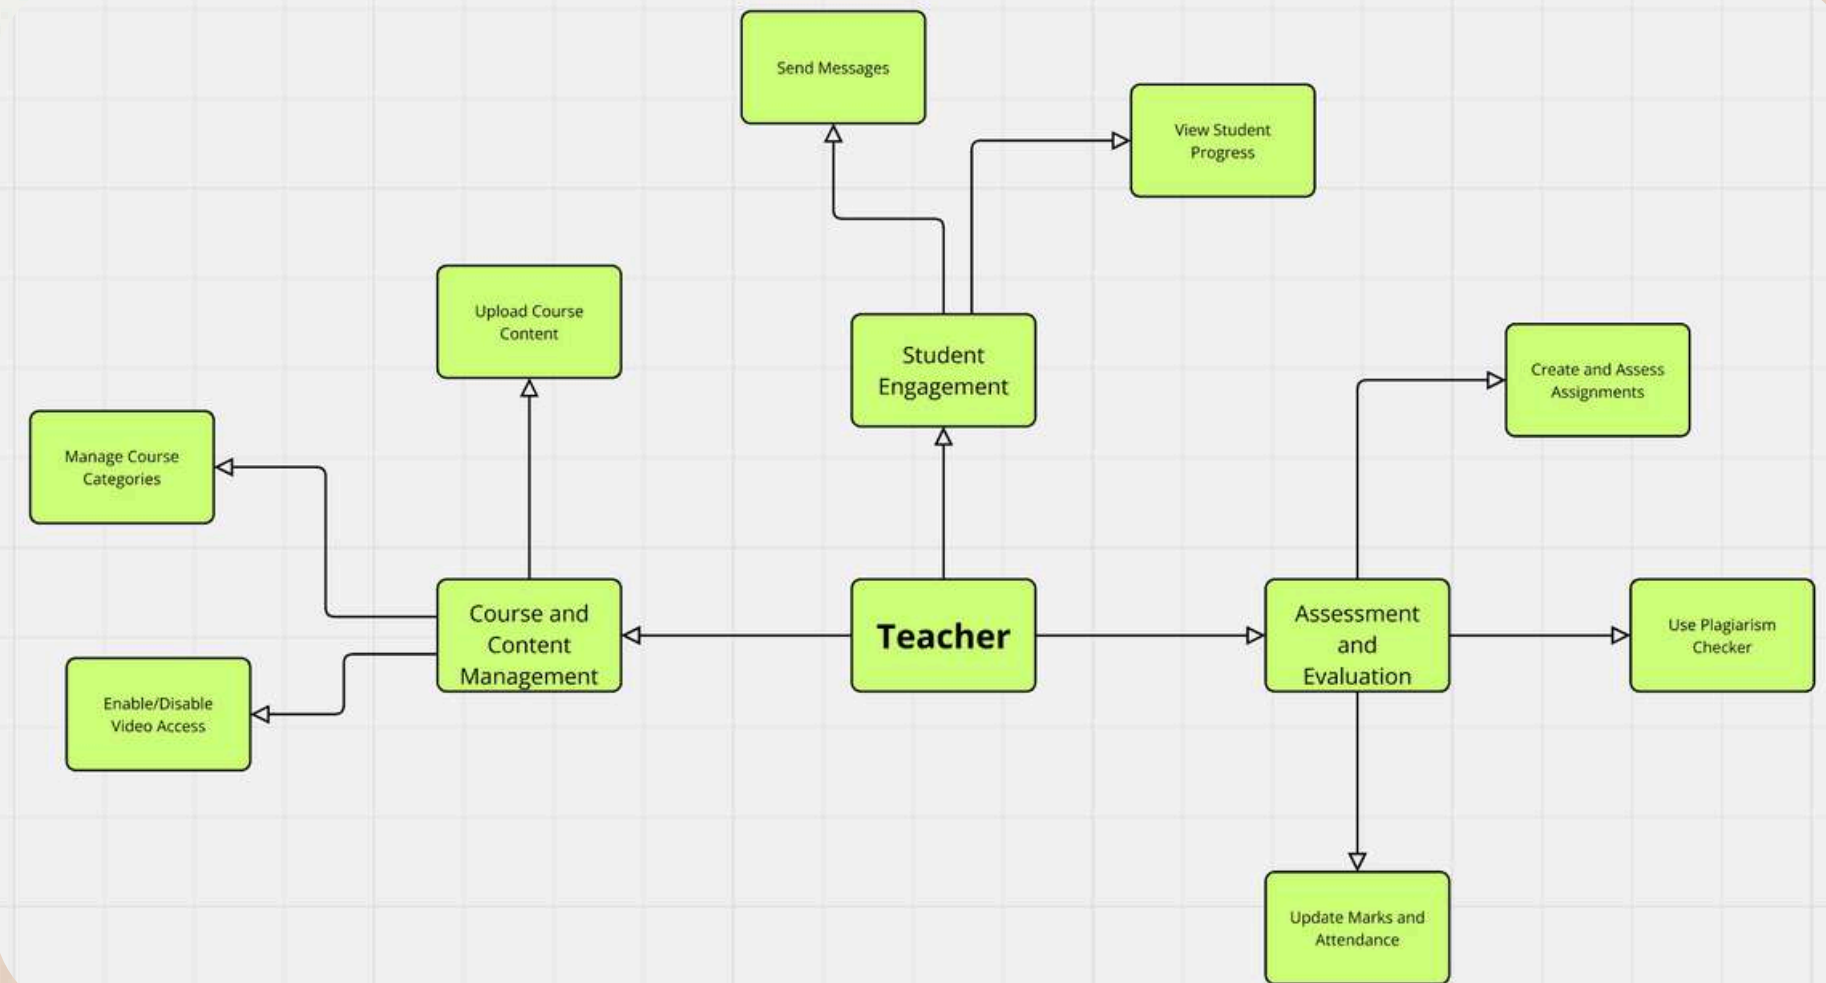 Send Messages
View Student
Progress
Upload Course
Content
Student
Engagement
Create and Assess
Assignments
Manage Course
Categories
Course and
Content
Management
Teacher
Assessment
and
Evaluation
Use Plagiarism
Checker
Enable/Disable
Video Access
Update Marks and
Attendance